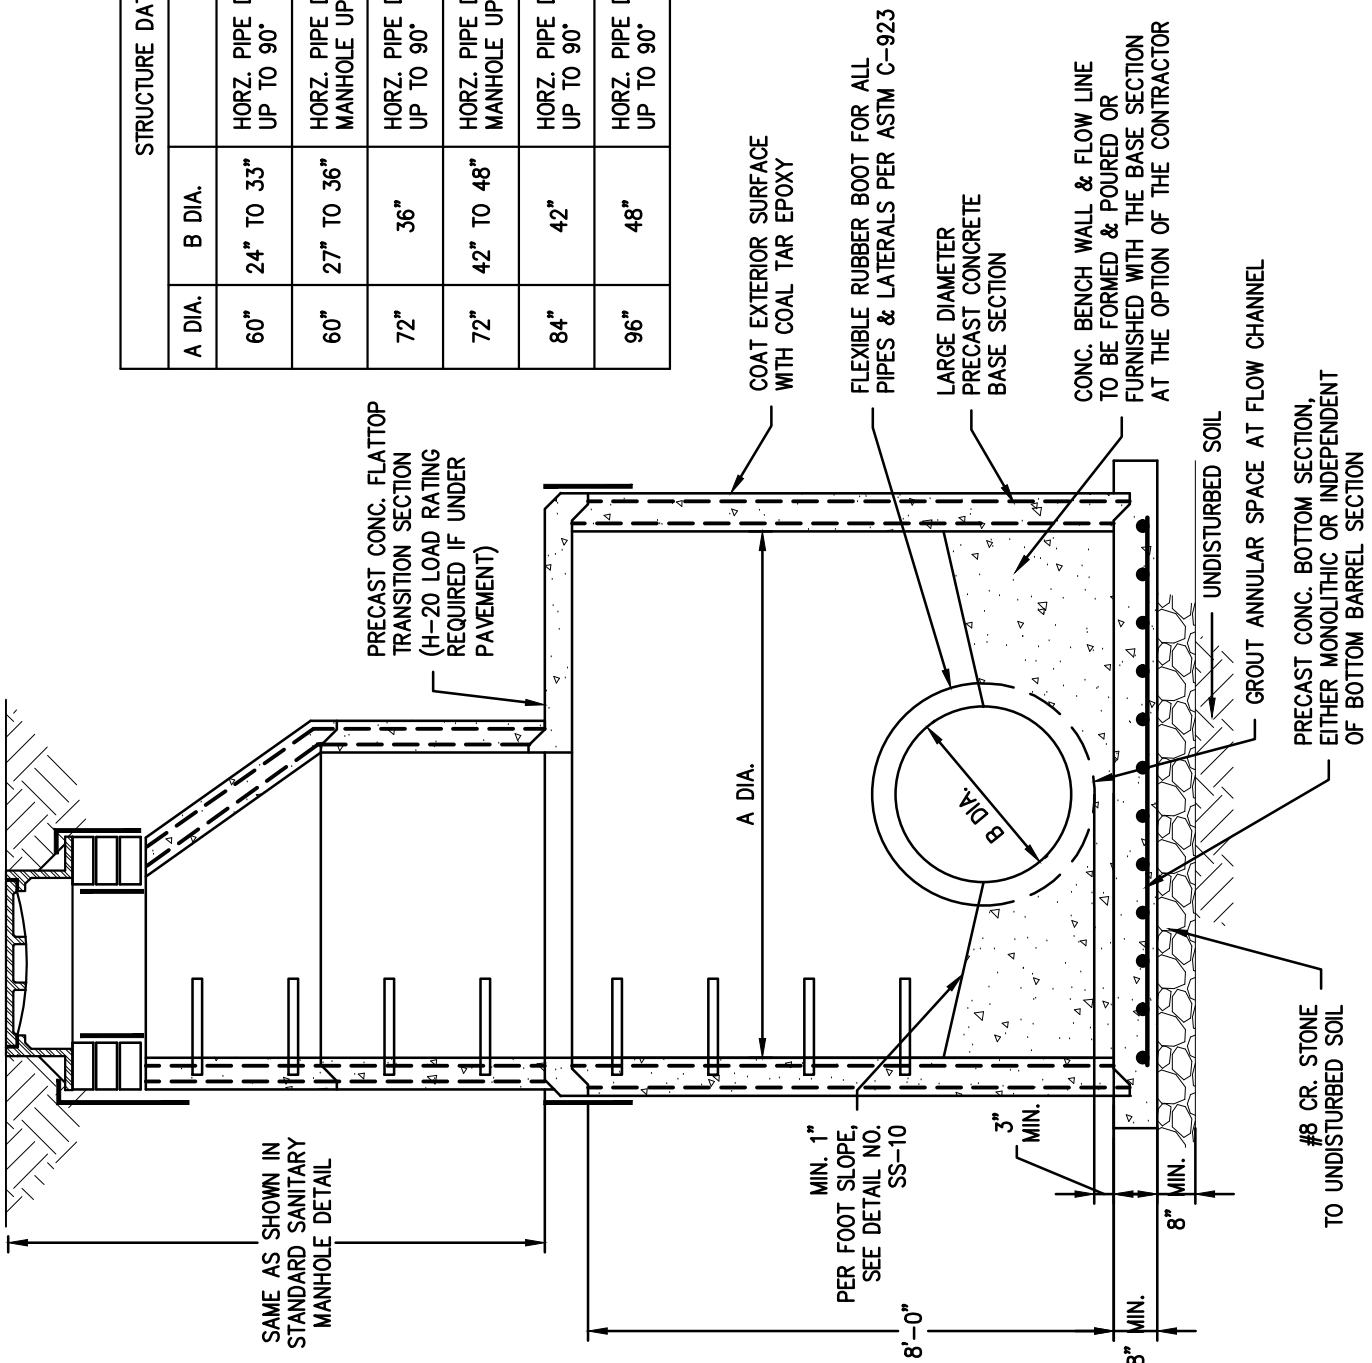 STRUCTURE DAT
A DIA.
B DIA.
60"
24" TO 33"
HORZ. PIPE D
UP TO 90°
60"
27" TO 36"
HORZ. PIPE D
MANHOLE UP
72"
36"
HORZ. PIPE D
UP TO 90°
72"
42" TO 48"
HORZ. PIPE D
MANHOLE UP
84"
42"
HORZ. PIPE D
UP TO 90°
96"
48"
HORZ. PIPE D
UP TO 90°
PRECAST CONC. FLATTOP
TRANSITION SECTION
(H-20 LOAD RATING
REQUIRED IF UNDER
PAVEMENT)
COAT EXTERIOR SURFACE
WITH COAL TAR EPOXY
FLEXIBLE RUBBER BOOT FOR ALL
PIPES & LATERALS PER ASTM C-923
LARGE DIAMETER
PRECAST CONCRETE
BASE SECTION
CONC. BENCH WALL & FLOW LINE
TO BE FORMED & POURED OR
FURNISHED WITH THE BASE SECTION
AT THE OPTION OF THE CONTRACTOR
UNDISTURBED SOIL
GROUT ANNULAR SPACE AT FLOW CHANNEL
PRECAST CONC. BOTTOM SECTION,
EITHER MONOLITHIC OR INDEPENDENT
OF BOTTOM BARREL SECTION
A DIA.
B DIA.
SAME AS SHOWN IN
STANDARD SANITARY
MANHOLE DETAIL
MIN. 1"
PER FOOT SLOPE,
SEE DETAIL NO.
SS-10
3"
MIN.
8'-0"
8" MIN.
8" MIN.
#8 CR. STONE
TO UNDISTURBED SOIL